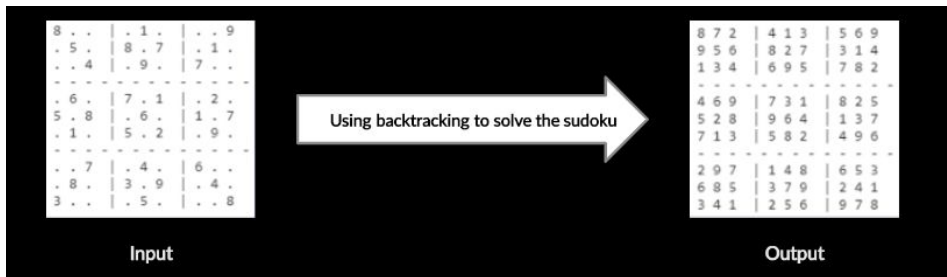 8 . . | . 1 . | . . 9
. 5 . | 8 . 7 | . 1 .
. . 4 | . 9 . | 7 . .
- - - - - - - - - - -
. 6 . | 7 . 1 | . 2 .
5 . 8 | . 6 . | 1 . 7
. 1 . | 5 . 2 | . 9 .
- - - - - - - - - - -
. . 7 | . 4 . | 6 . .
. 8 . | 3 . 9 | . 4 .
3 . . | . 5 . | . . 8
Input
Using backtracking to solve the sudoku
8 7 2 | 4 1 3 | 5 6 9
9 5 6 | 8 2 7 | 3 1 4
1 3 4 | 6 9 5 | 7 8 2
- - - - - - - - - - -
4 6 9 | 7 3 1 | 8 2 5
5 2 8 | 9 6 4 | 1 3 7
7 1 3 | 5 8 2 | 4 9 6
- - - - - - - - - - -
2 9 7 | 1 4 8 | 6 5 3
6 8 5 | 3 7 9 | 2 4 1
3 4 1 | 2 5 6 | 9 7 8
Output